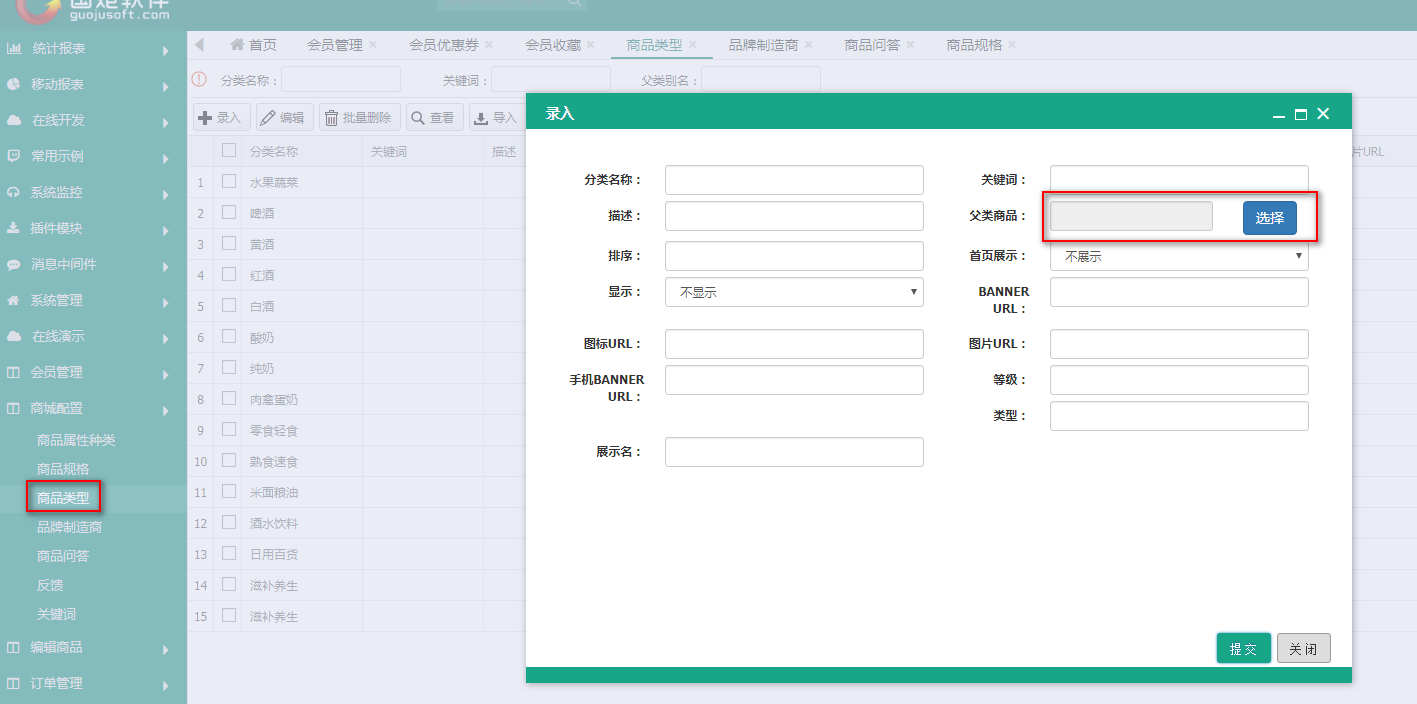 guojusoft.com
统计报表
移动报表
在线开发
常用示例
系统监控
插件模块
消息中间件
系统管理
在线演示
会员管理
商城配置
商品属性种类
商品规格
商品类型
品牌制造商
商品问答
反馈
关键词
编辑商品
订单管理
首页 会员管理 会员优惠券 会员收藏 商品类型 品牌制造商 商品问答 商品规格
分类名称： 关键词： 父类别名：
录入 编辑 批量删除 查看 导入
分类名称 关键词 描述 片URL
1 水果蔬菜
2 啤酒
3 黄酒
4 红酒
5 白酒
6 酸奶
7 纯奶
8 肉禽蛋奶
9 零食轻食
10 熟食速食
11 米面粮油
12 酒水饮料
13 日用百货
14 滋补养生
15 滋补养生
录入
分类名称： 关键词：
描述： 父类商品： 选择
排序： 首页展示： 不展示
显示： 不显示 BANNER
URL：
图标URL： 图片URL：
手机BANNER
URL： 等级：
类型：
展示名：
提交 关闭